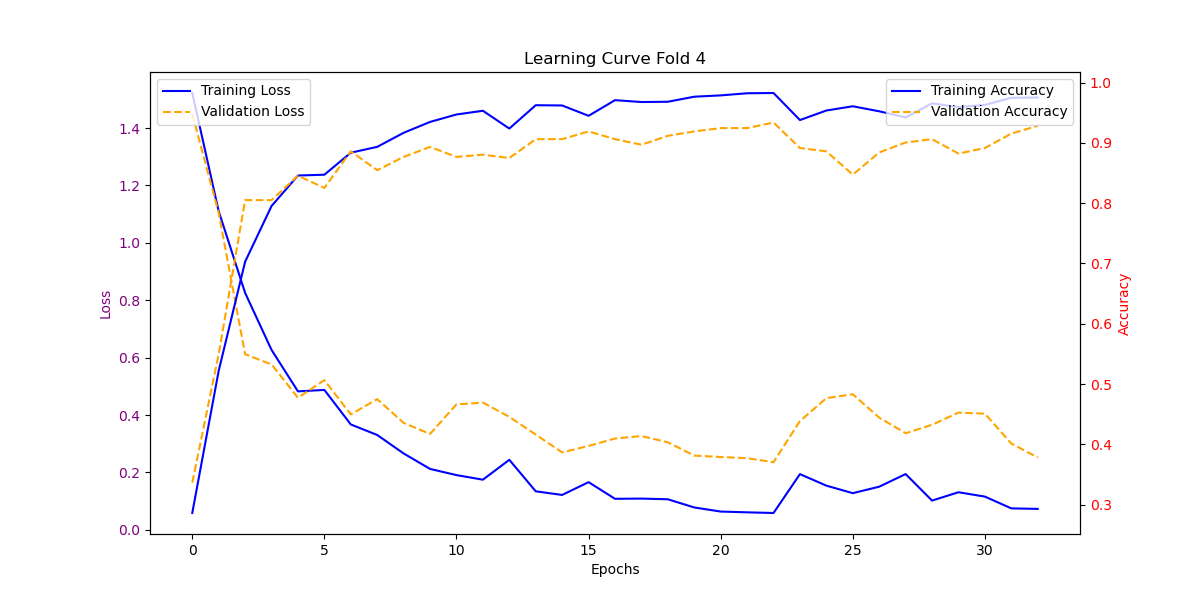 Learning Curve Fold 4
Training Loss
Validation Loss
Training Accuracy
Validation Accuracy
Loss
1.4
1.2
1.0
0.8
0.6
0.4
0.2
0.0
Accuracy
1.0
0.9
0.8
0.7
0.6
0.5
0.4
0.3
0 5 10 15 20 25 30
Epochs